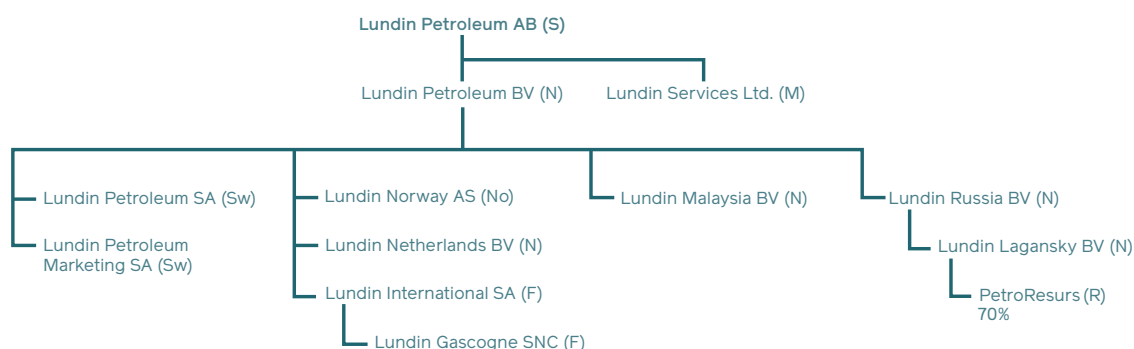 Lundin Petroleum AB (S)
Lundin Petroleum BV (N)
Lundin Services Ltd. (M)
Lundin Petroleum SA (Sw)
Lundin Petroleum
Marketing SA (Sw)
Lundin Norway AS (No)
Lundin Netherlands BV (N)
Lundin International SA (F)
Lundin Gascogne SNC (F)
Lundin Malaysia BV (N)
Lundin Russia BV (N)
Lundin Lagansky BV (N)
PetroResurs (R)
70%